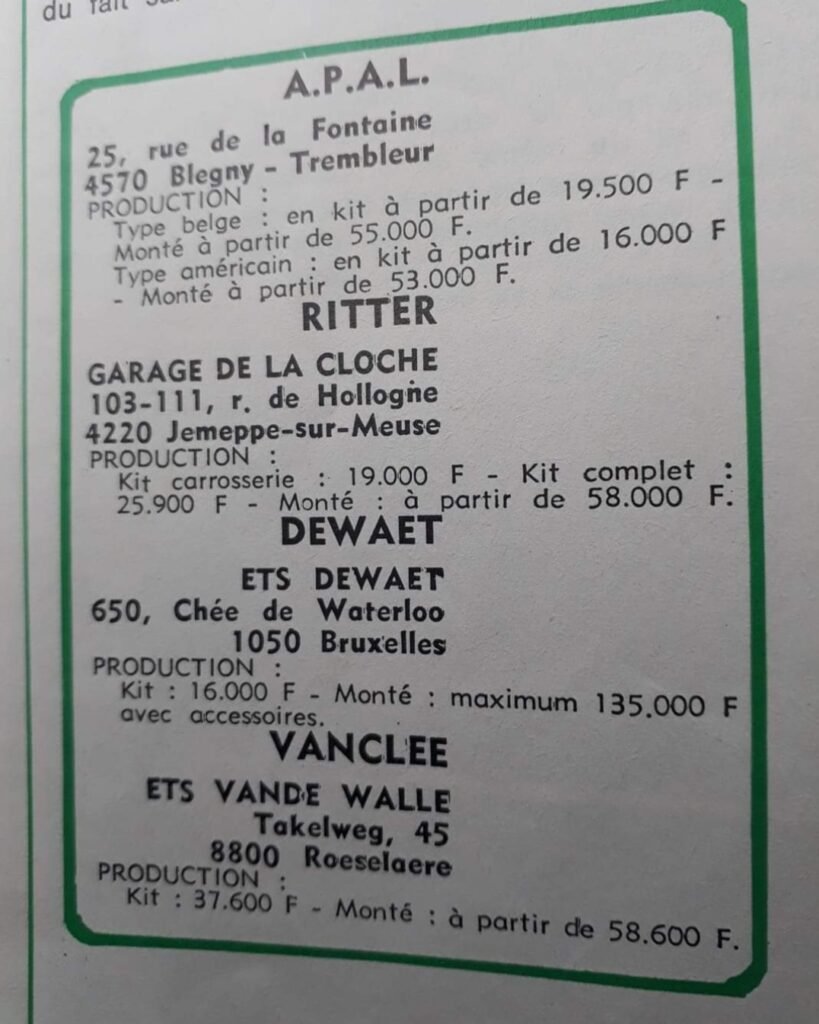 du fait
A.P.A.L.
25, rue de la Fontaine
4570 Blegny - Trembleur
PRODUCTION :
Type belge : en kit à partir de 19.500 F -
Monté à partir de 55.000 F.
Type américain : en kit à partir de 16.000 F
- Monté à partir de 53.000 F.
RITTER
GARAGE DE LA CLOCHE
103-111, r. de Hollogne
4220 Jemeppe-sur-Meuse
PRODUCTION :
Kit carrosserie : 19.000 F - Kit complet :
25.900 F - Monté : à partir de 58.000 F.
DEWAET
ETS DEWAET
650, Chée de Waterloo
1050 Bruxelles
PRODUCTION :
Kit : 16.000 F - Monté : maximum 135.000 F
avec accessoires.
VANCLEE
ETS VANDE WALLE
Takelweg, 45
8800 Roeselaere
PRODUCTION :
Kit : 37.600 F - Monté : à partir de 58.600 F.